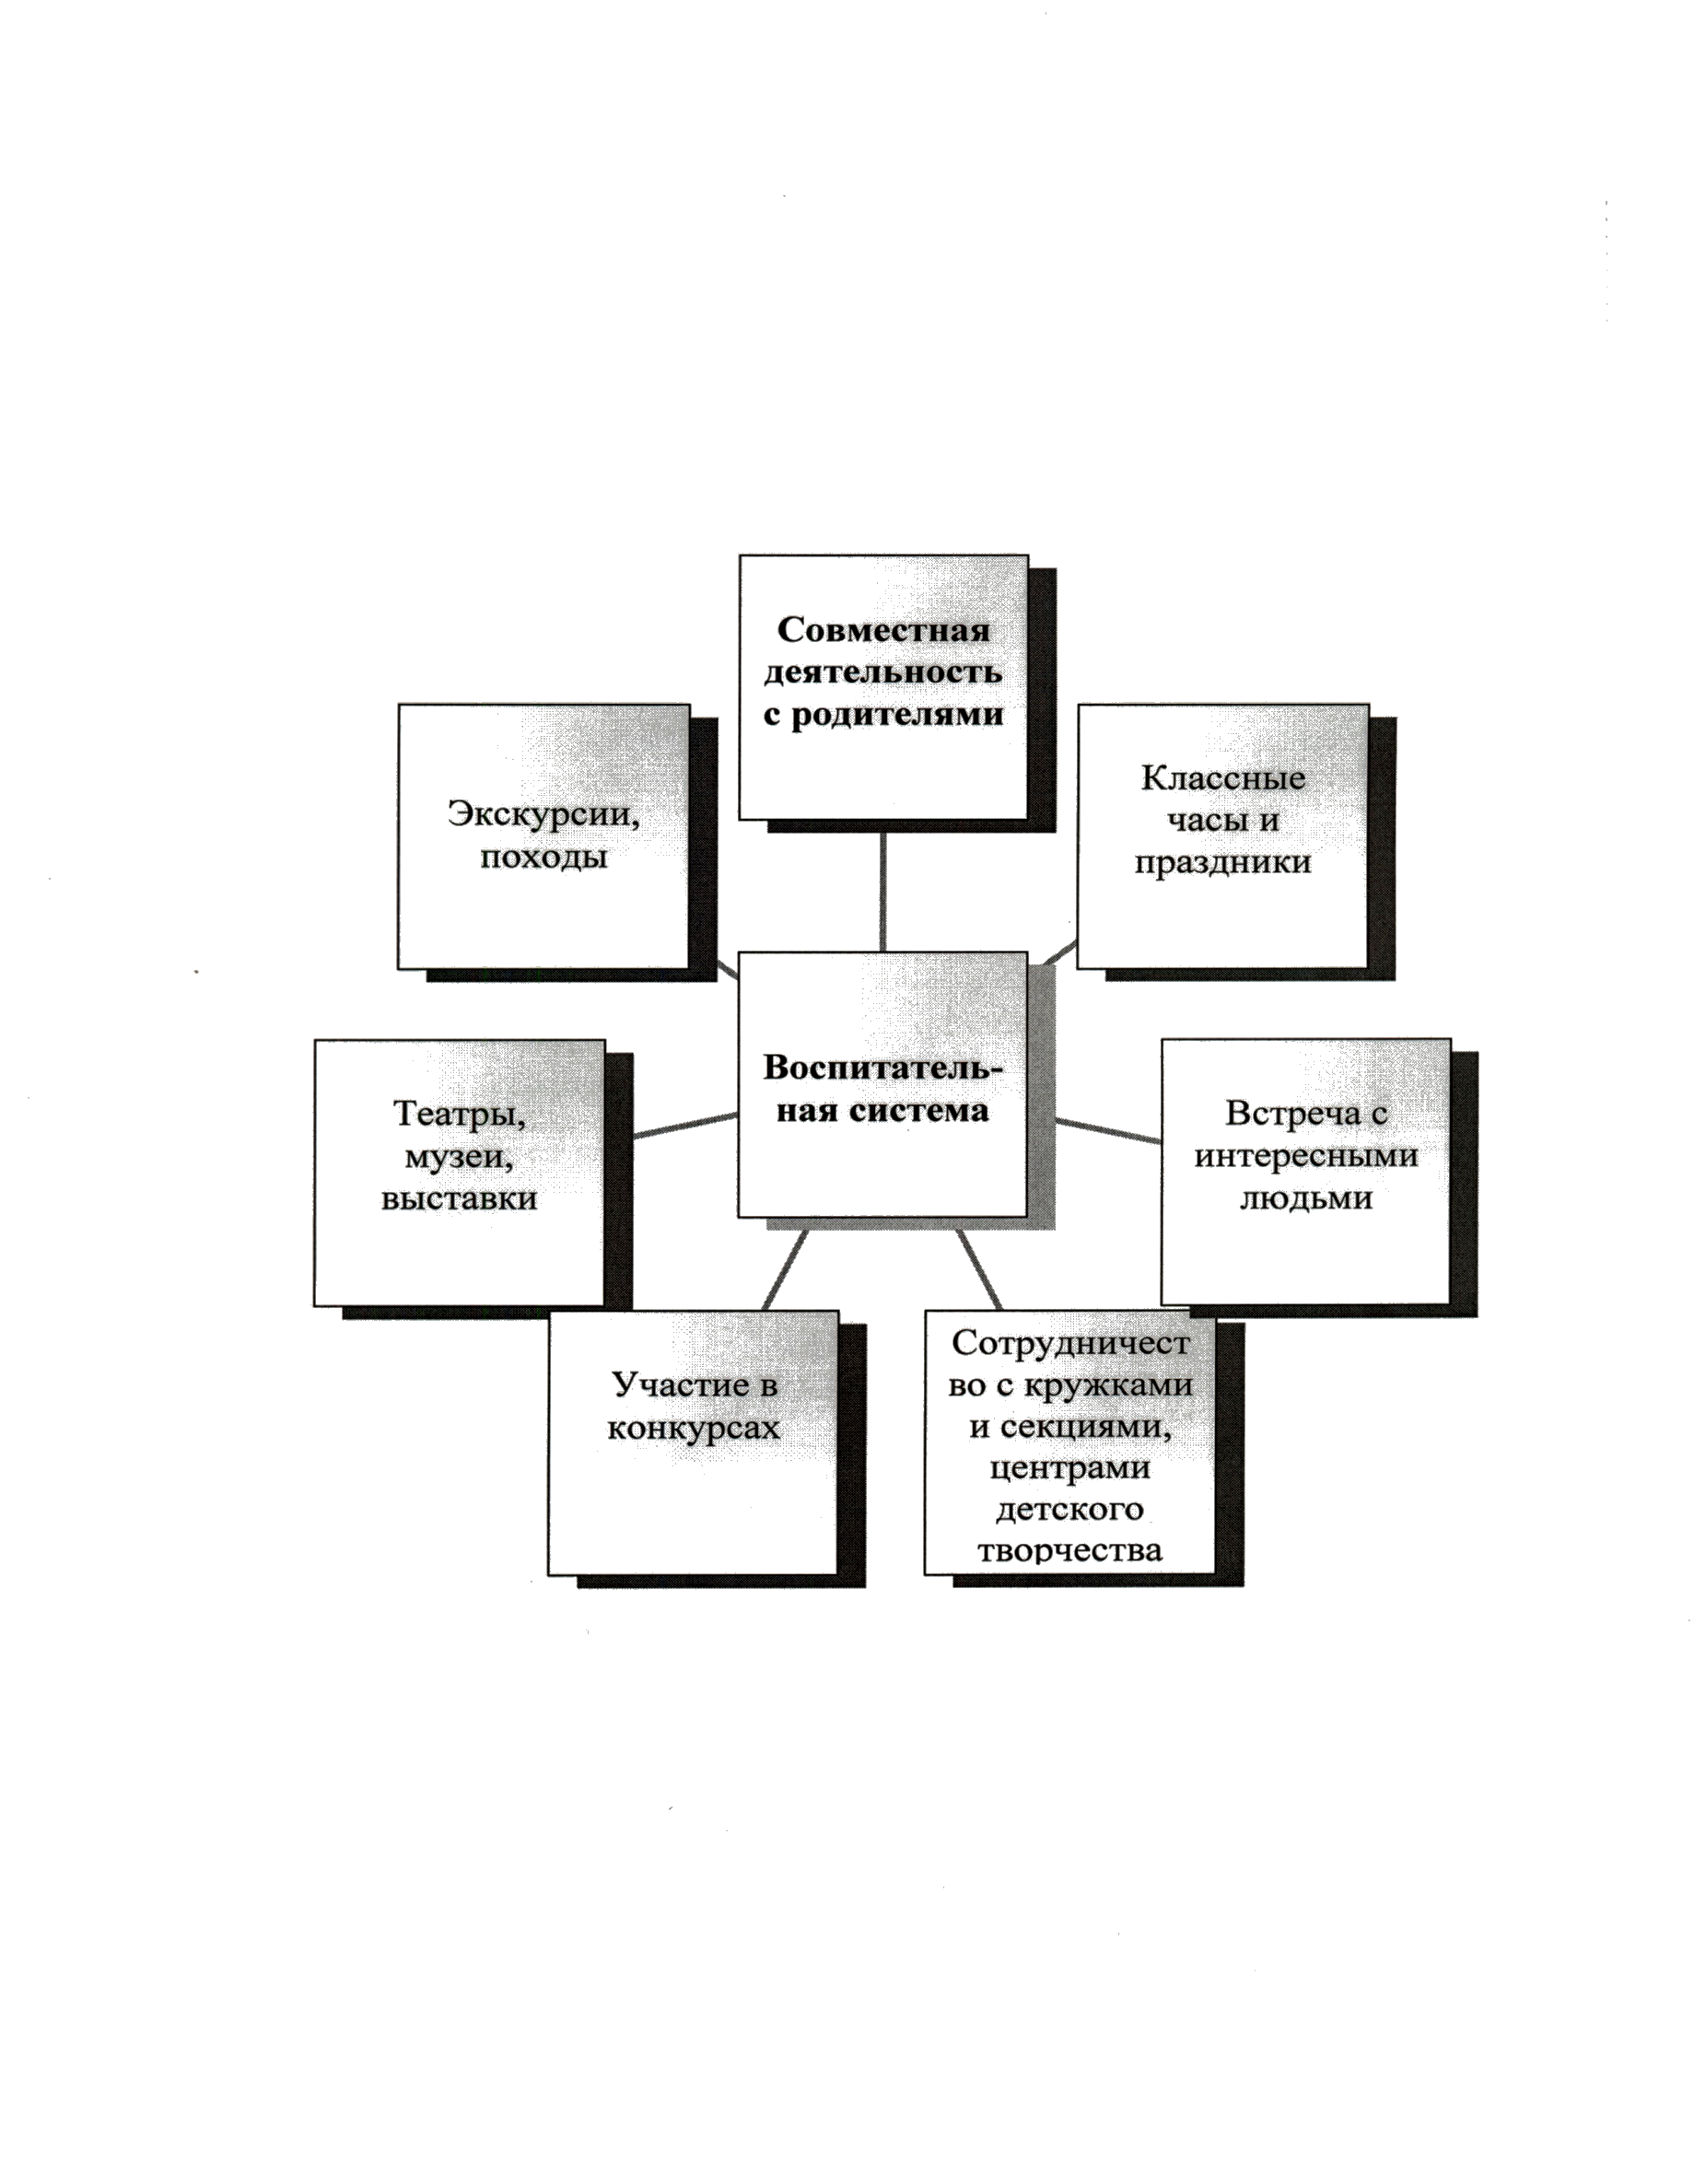 Совместная
деятельность
с родителями
Экскурсии,
походы
Классные
часы и
праздники
Воспитатель-
ная система
Театры,
музеи,
выставки
Встреча с
интересными
людьми
Участие в
конкурсах
Сотрудничест
во с кружками
и секциями,
центрами
детского
творчества